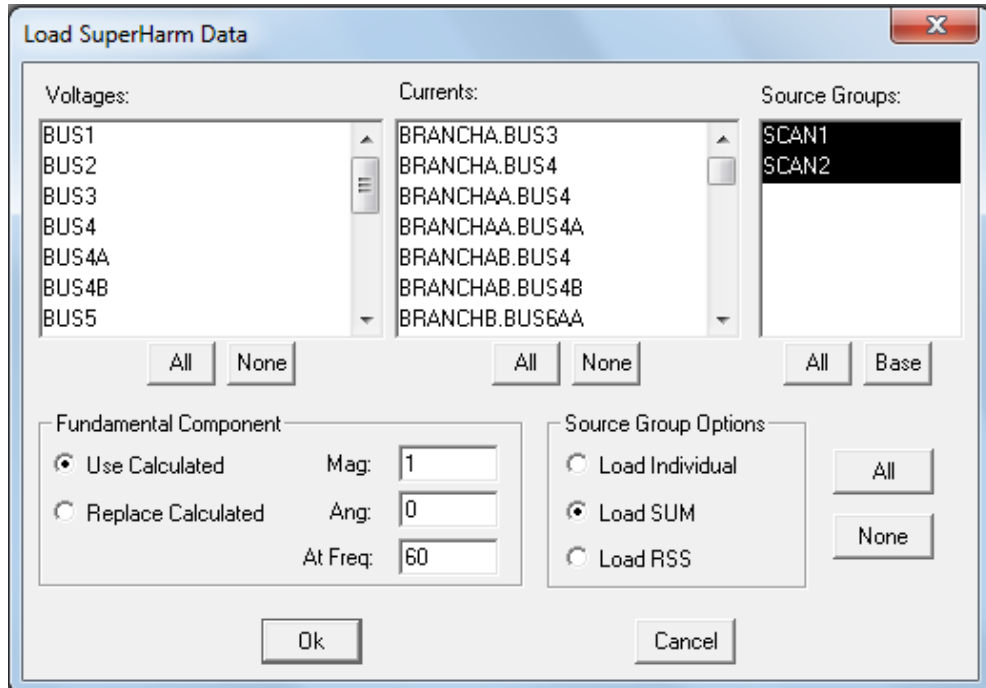 Load SuperHarm Data
Voltages:
Currents:
Source Groups:
BUS1
BUS2
BUS3
BUS4
BUS4A
BUS4B
BUS5
BRANCHA.BUS3
BRANCHA.BUS4
BRANCHAA.BUS4
BRANCHAA.BUS4A
BRANCHAB.BUS4
BRANCHAB.BUS4B
BRANCHB.BUS6AA
SCAN1
SCAN2
All None
All None
All Base
Fundamental Component
Use Calculated Mag: 1
Replace Calculated Ang: 0
At Freq: 60
Source Group Options
Load Individual
Load SUM
Load RSS
All
None
Ok
Cancel